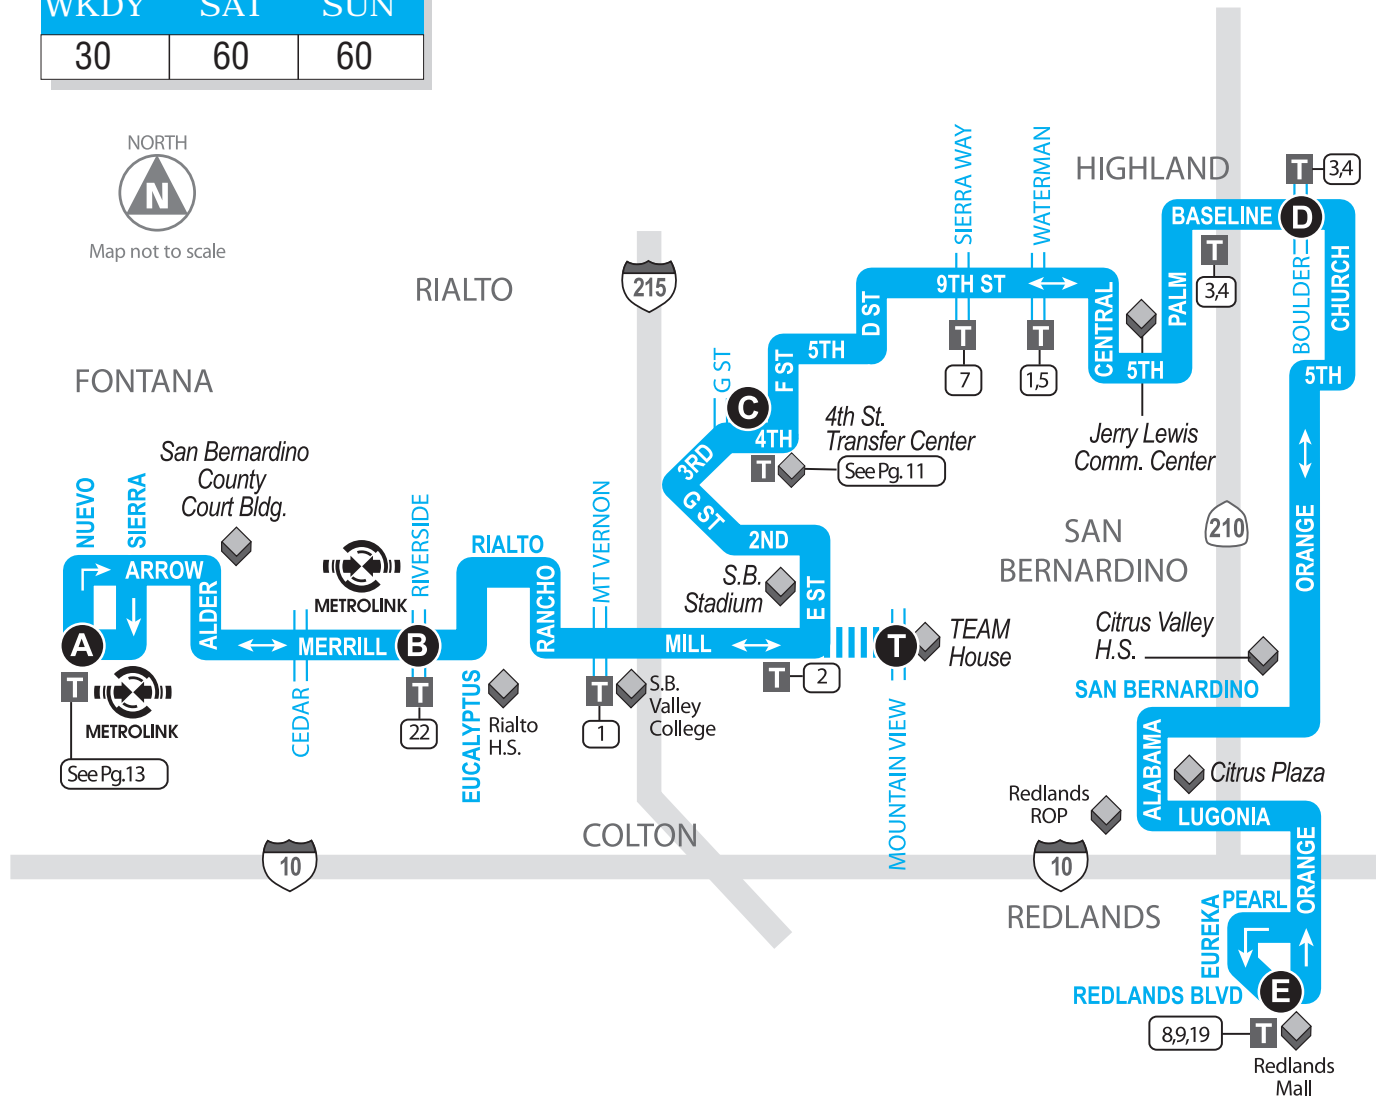 WKDY SAT SUN
30 60 60
NORTH
N
Map not to scale
HIGHLAND
RIALTO
FONTANA
SAN
BERNARDINO
COLTON
REDLANDS
215
210
10
10
NUEVO
SIERRA
ARROW
ALDER
San Bernardino
County
Court Bldg.
A
T
METROLINK
See Pg.13
CEDAR
MERRILL
METROLINK
RIVERSIDE
B
T
22
EUCALYPTUS
RIALTO
Rialto
H.S.
RANCHO
MT VERNON
T
1
S.B.
Valley
College
MILL
T
2
E ST
S.B.
Stadium
2ND
G ST
3RD
T
TEAM
House
MOUNTAIN VIEW
G ST
C
4TH
T
4th St.
Transfer Center
See Pg. 11
F ST
5TH
D ST
9TH ST
SIERRA WAY
T
7
WATERMAN
T
1,5
CENTRAL
5TH
Jerry Lewis
Comm. Center
PALM
BASELINE
T
3,4
D
T
3,4
BOULDER
CHURCH
5TH
ORANGE
Citrus Valley
H.S.
SAN BERNARDINO
ALABAMA
Citrus Plaza
Redlands
ROP
LUGONIA
ORANGE
PEARL
EUREKA
REDLANDS BLVD
E
8,9,19
T
Redlands
Mall